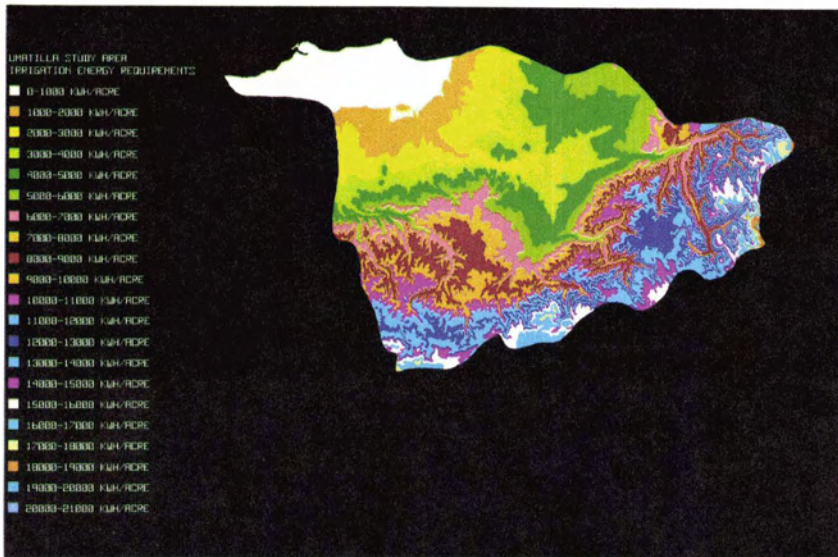 UMATILLA STUDY AREA
IRRIGATION ENERGY REQUIREMENTS
0-1000 KWH/ACRE
1000-2000 KWH/ACRE
2000-3000 KWH/ACRE
3000-4000 KWH/ACRE
4000-5000 KWH/ACRE
5000-6000 KWH/ACRE
6000-7000 KWH/ACRE
7000-8000 KWH/ACRE
8000-9000 KWH/ACRE
9000-10000 KWH/ACRE
10000-11000 KWH/ACRE
11000-12000 KWH/ACRE
12000-13000 KWH/ACRE
13000-14000 KWH/ACRE
14000-15000 KWH/ACRE
15000-16000 KWH/ACRE
16000-17000 KWH/ACRE
17000-18000 KWH/ACRE
18000-19000 KWH/ACRE
19000-20000 KWH/ACRE
20000-21000 KWH/ACRE